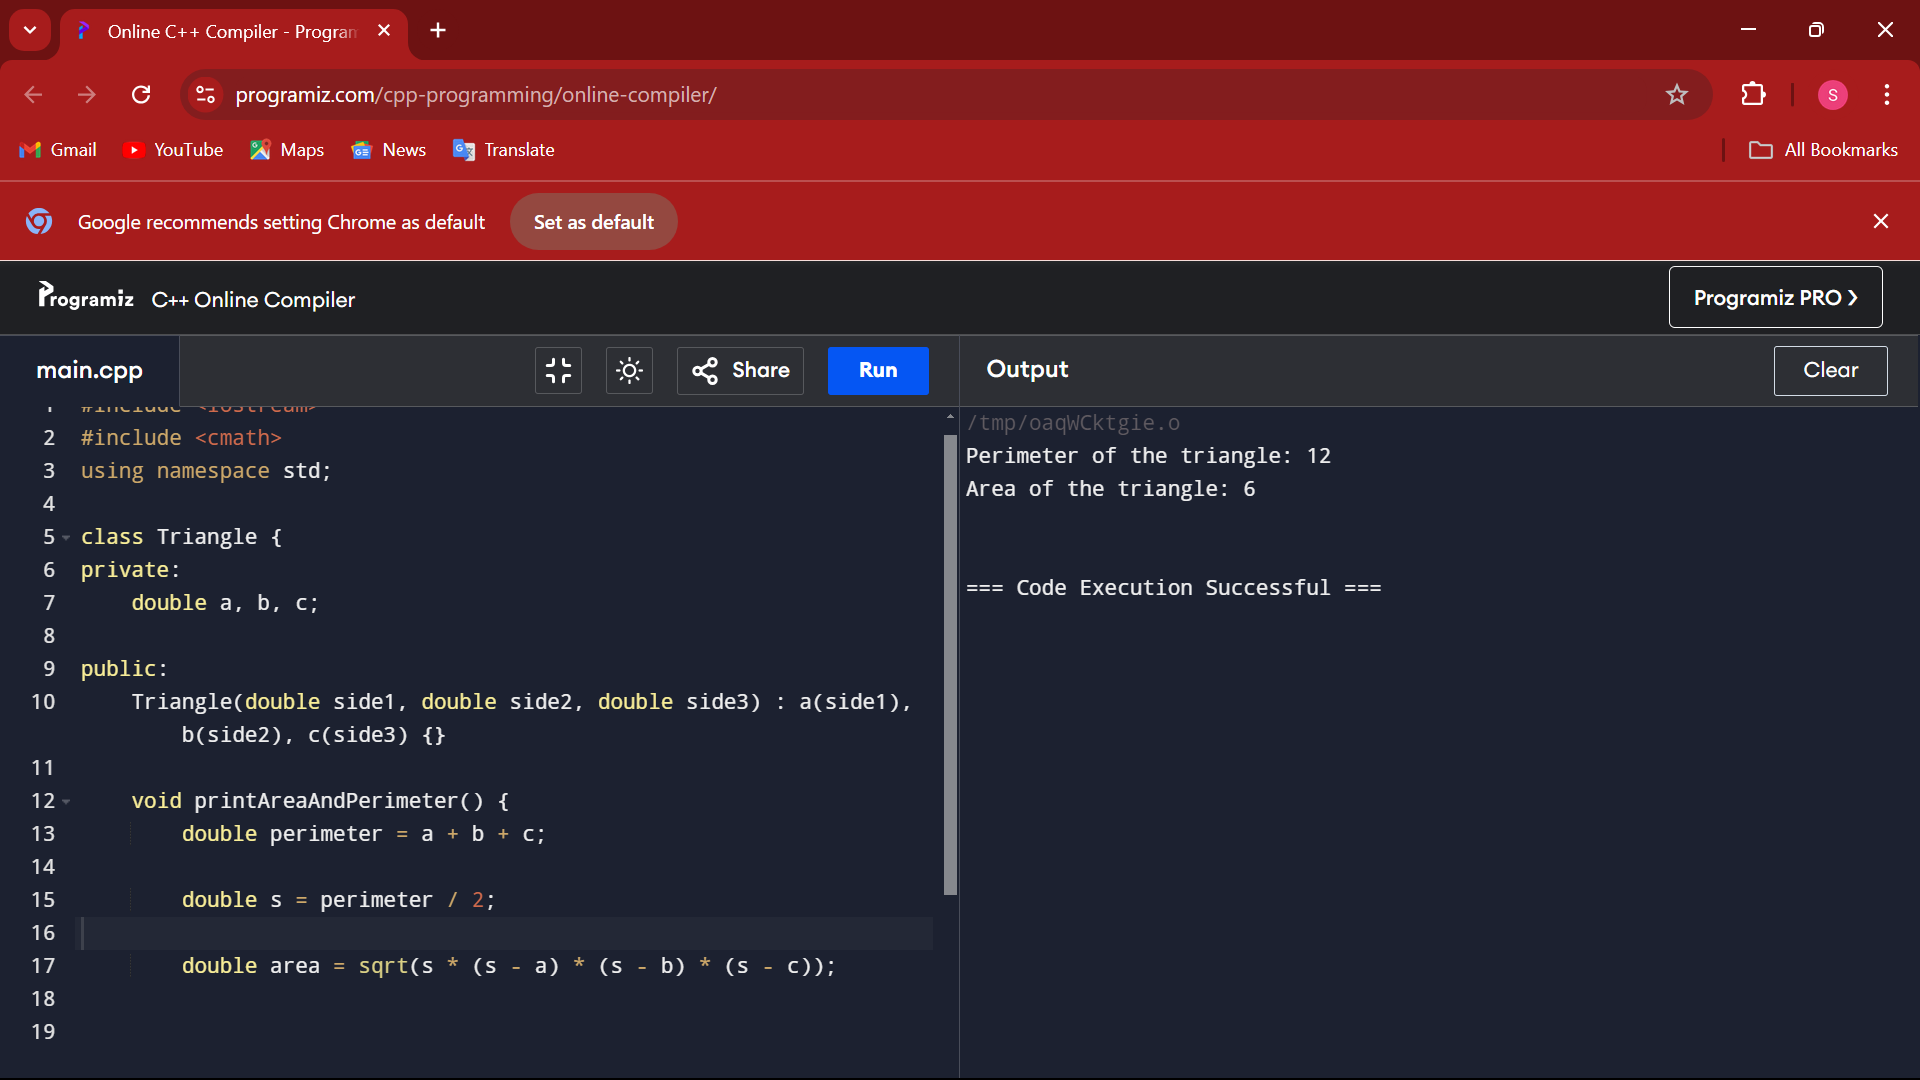 Online C++ Compiler - Program
programiz.com/cpp-programming/online-compiler/
S
Gmail YouTube Maps News Translate All Bookmarks
Google recommends setting Chrome as default Set as default
Programiz C++ Online Compiler Programiz PRO ❯
main.cpp Share Run Output Clear
1 #include <iostream>
2 #include <cmath>
3 using namespace std;
4
5 class Triangle {
6 private:
7     double a, b, c;
8
9 public:
10     Triangle(double side1, double side2, double side3) : a(side1),
        b(side2), c(side3) {}
11
12     void printAreaAndPerimeter() {
13         double perimeter = a + b + c;
14
15         double s = perimeter / 2;
16
17         double area = sqrt(s * (s - a) * (s - b) * (s - c));
18
19
/tmp/oaqWCktgie.o
Perimeter of the triangle: 12
Area of the triangle: 6
=== Code Execution Successful ===